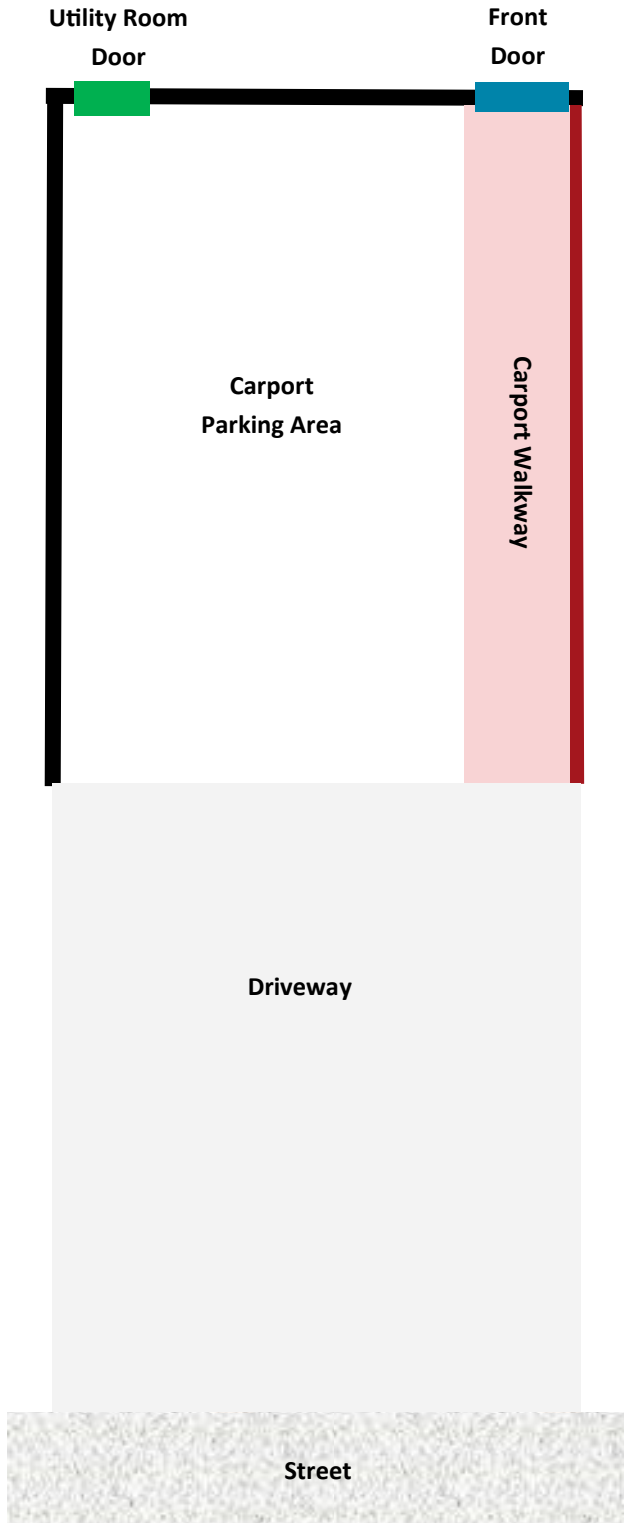 Utility Room
Door
Front
Door
Carport
Parking Area
Carport Walkway
Driveway
Street